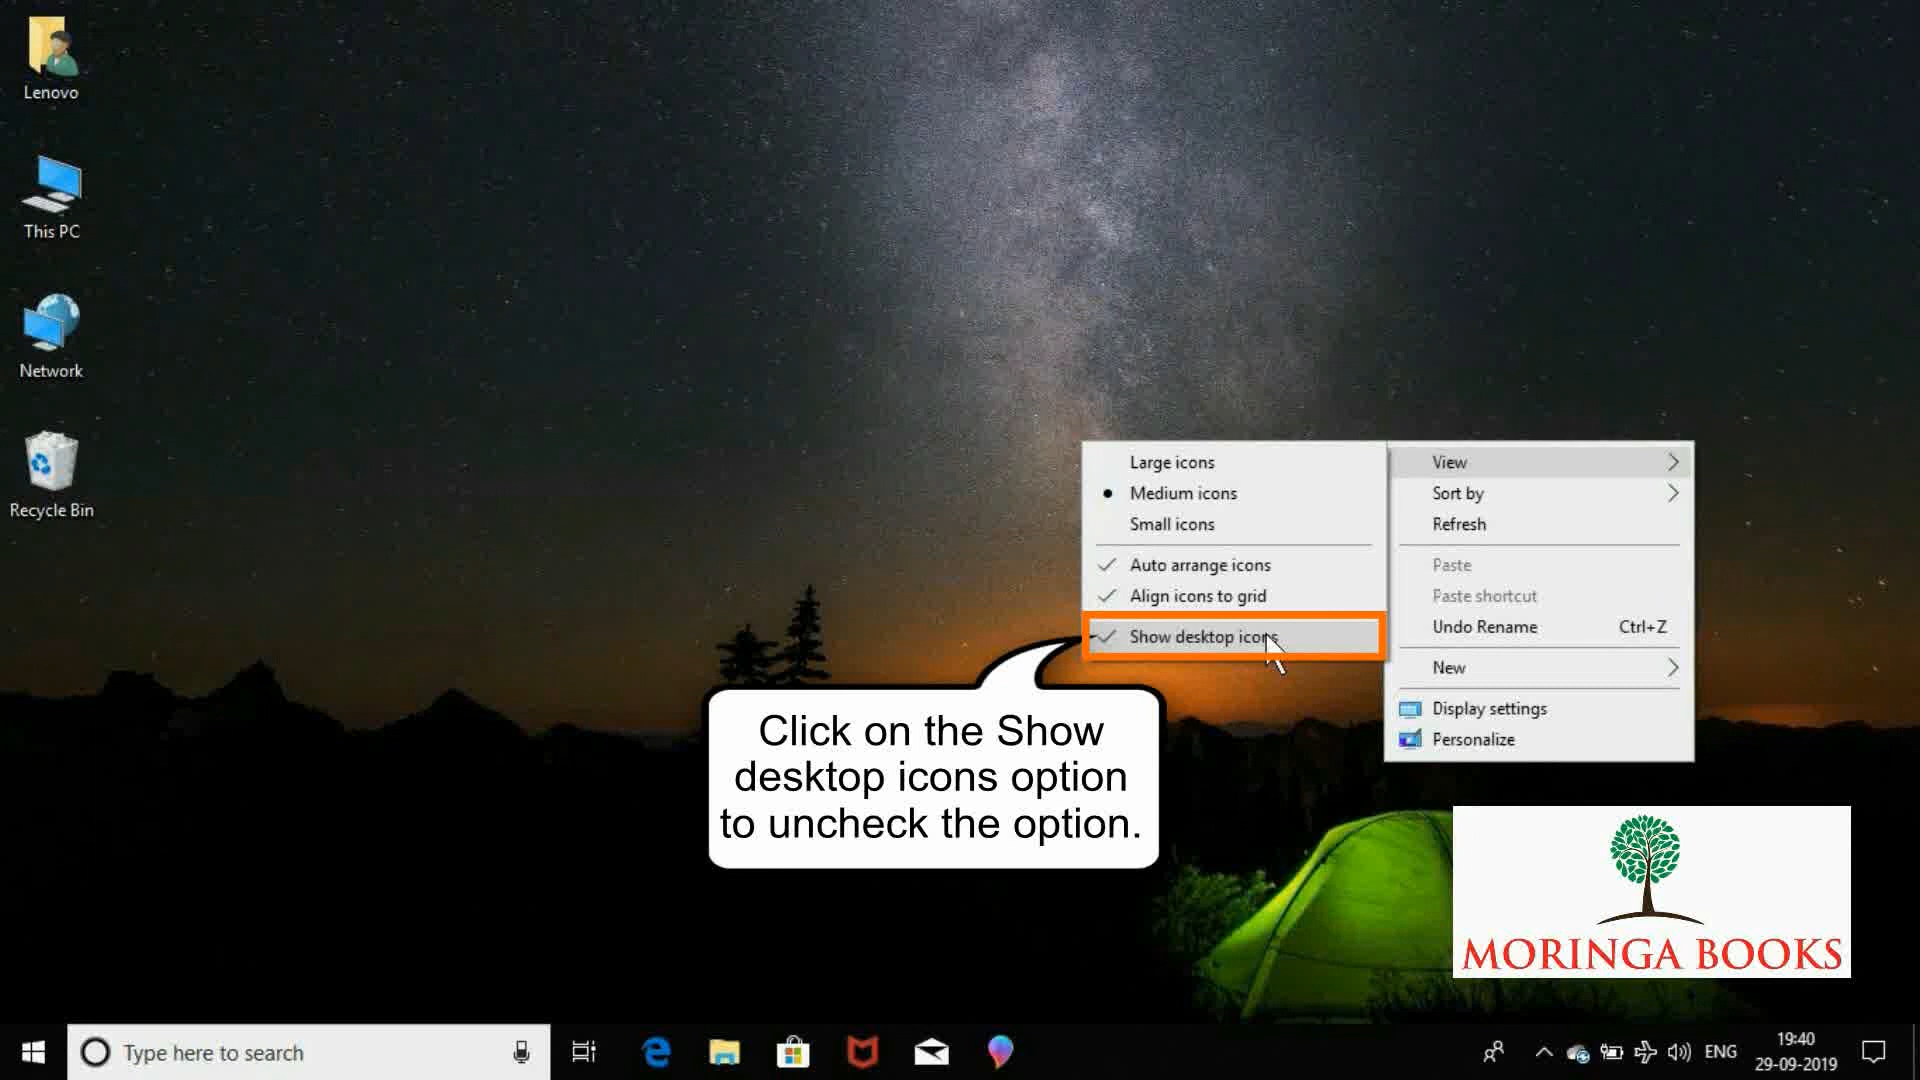 Lenovo
This PC
Network
Recycle Bin
Large icons
Medium icons
Small icons
Auto arrange icons
Align icons to grid
Show desktop icons
View
Sort by
Refresh
Paste
Paste shortcut
Undo Rename Ctrl+Z
New
Display settings
Personalize
Click on the Show
desktop icons option
to uncheck the option.
MORINGA BOOKS
Type here to search
ENG
19:40
29-09-2019